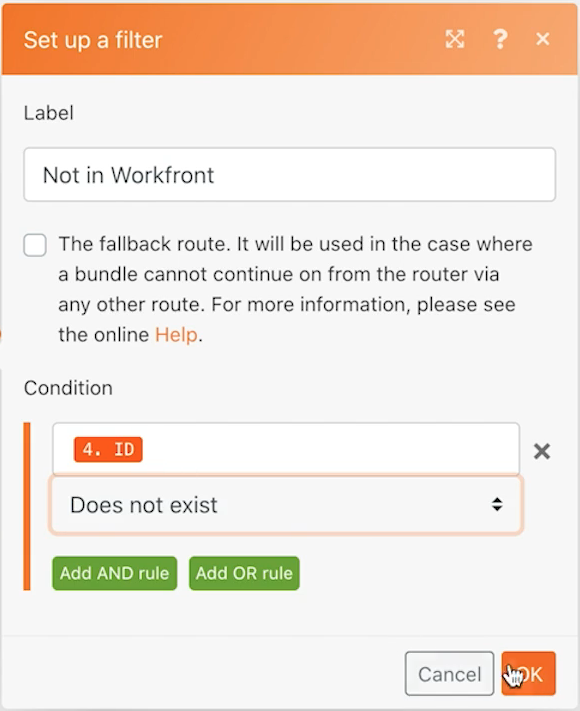 Set up a filter
?
Label
Not in Workfront
The fallback route. It will be used in the case where
a bundle cannot continue on from the router via
any other route. For more information, please see
the online Help.
Condition
4. ID
Does not exist
Add AND rule Add OR rule
Cancel OK